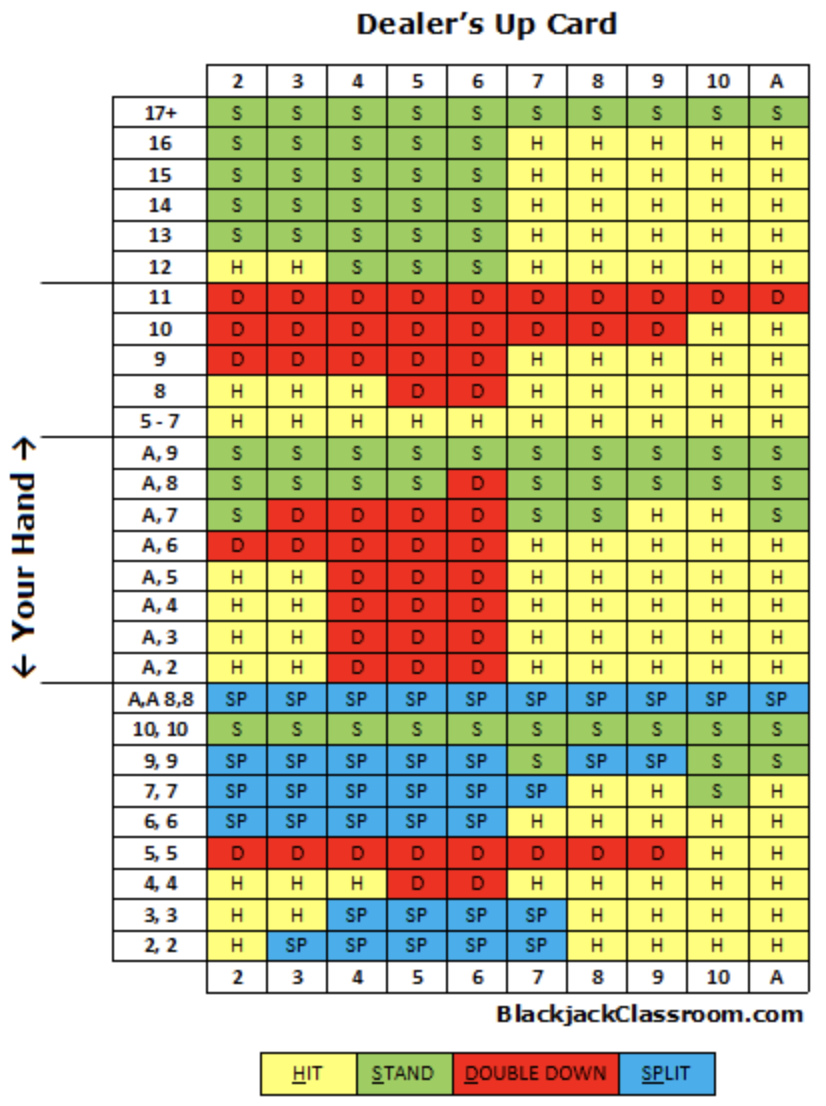 Dealer's Up Card
2 3 4 5 6 7 8 9 10 A
17+ S S S S S S S S S S
16 S S S S S H H H H H
15 S S S S S H H H H H
14 S S S S S H H H H H
13 S S S S S H H H H H
12 H H S S S H H H H H
11 D D D D D D D D D D
10 D D D D D D D D H H
9 D D D D D H H H H H
8 H H H D D H H H H H
5 - 7 H H H H H H H H H H
A, 9 S S S S S S S S S S
A, 8 S S S S D S S S S S
A, 7 S D D D D S S H H S
A, 6 D D D D D H H H H H
A, 5 H H D D D H H H H H
A, 4 H H D D D H H H H H
A, 3 H H D D D H H H H H
A, 2 H H D D D H H H H H
A,A 8,8 SP SP SP SP SP SP SP SP SP SP
10, 10 S S S S S S S S S S
9, 9 SP SP SP SP SP S SP SP S S
7, 7 SP SP SP SP SP SP H H S H
6, 6 SP SP SP SP SP H H H H H
5, 5 D D D D D D D D H H
4, 4 H H H D D H H H H H
3, 3 H H SP SP SP SP H H H H
2, 2 H SP SP SP SP SP H H H H
2 3 4 5 6 7 8 9 10 A
← Your Hand →
BlackjackClassroom.com
HIT STAND DOUBLE DOWN SPLIT